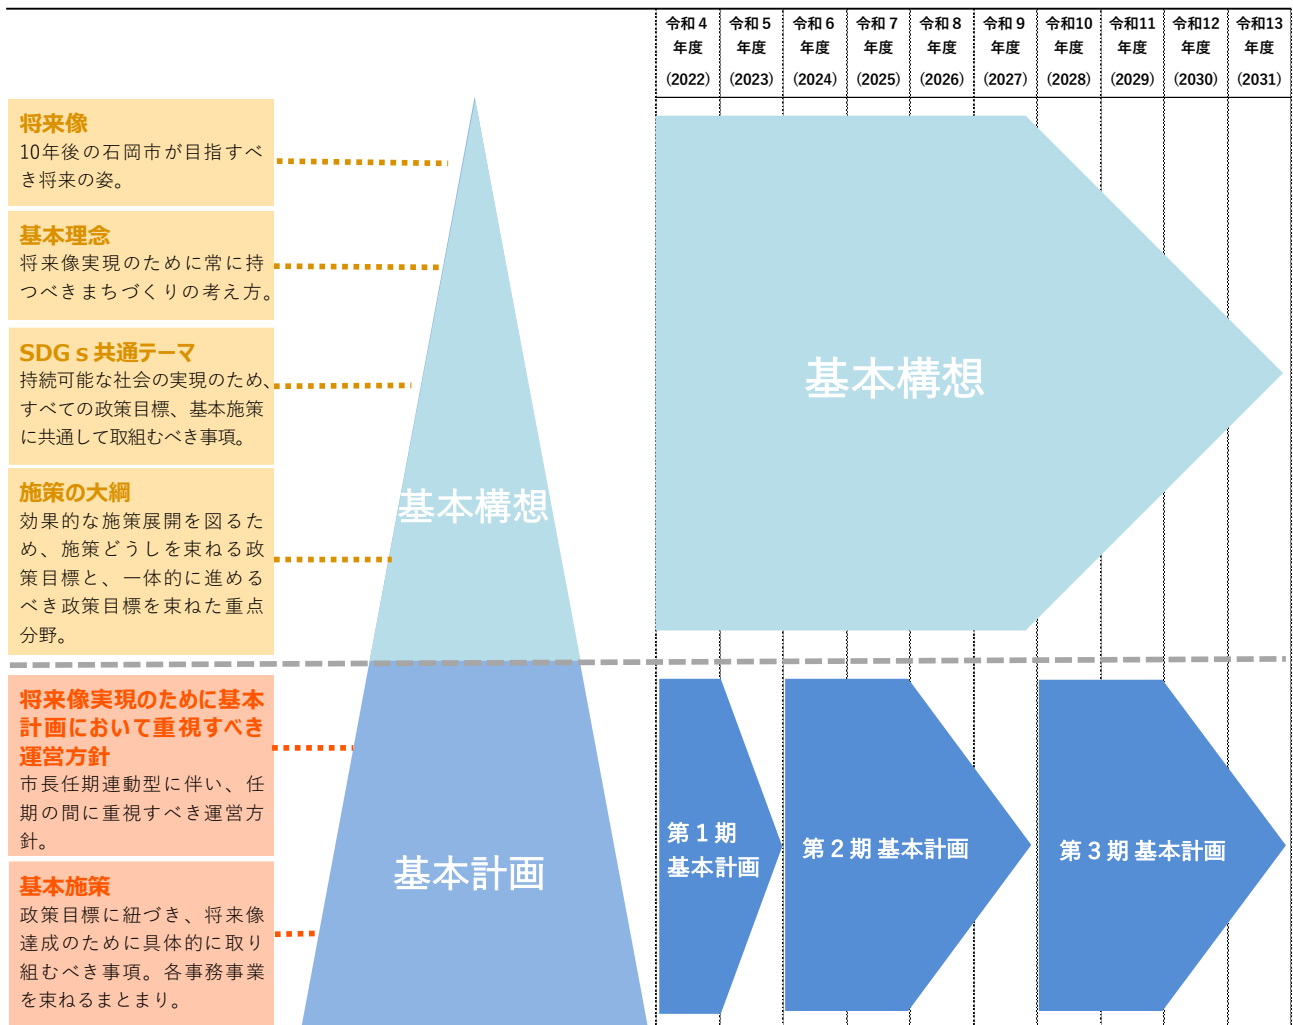 令和４
年度
(2022)
令和５
年度
(2023)
令和６
年度
(2024)
令和７
年度
(2025)
令和８
年度
(2026)
令和９
年度
(2027)
令和10
年度
(2028)
令和11
年度
(2029)
令和12
年度
(2030)
令和13
年度
(2031)
将来像
10年後の石岡市が目指すべ
き将来の姿。
基本理念
将来像実現のために常に持
つべきまちづくりの考え方。
SDGｓ共通テーマ
持続可能な社会の実現のため、
すべての政策目標、基本施策
に共通して取組むべき事項。
施策の大綱
効果的な施策展開を図るた
め、施策どうしを束ねる政
策目標と、一体的に進める
べき政策目標を束ねた重点
分野。
将来像実現のために基本
計画において重視すべき
運営方針
市長任期連動型に伴い、任
期の間に重視すべき運営方
針。
基本施策
政策目標に紐づき、将来像
達成のために具体的に取り
組むべき事項。各事務事業
を束ねるまとまり。
基本構想
基本計画
基本構想
第１期
基本計画
第２期 基本計画
第３期 基本計画